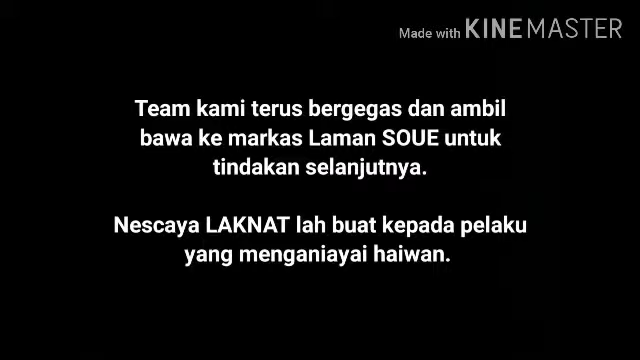 Made with KINEMASTER
Team kami terus bergegas dan ambil
bawa ke markas Laman SOUE untuk
tindakan selanjutnya.
Nescaya LAKNAT lah buat kepada pelaku
yang menganiayai haiwan.